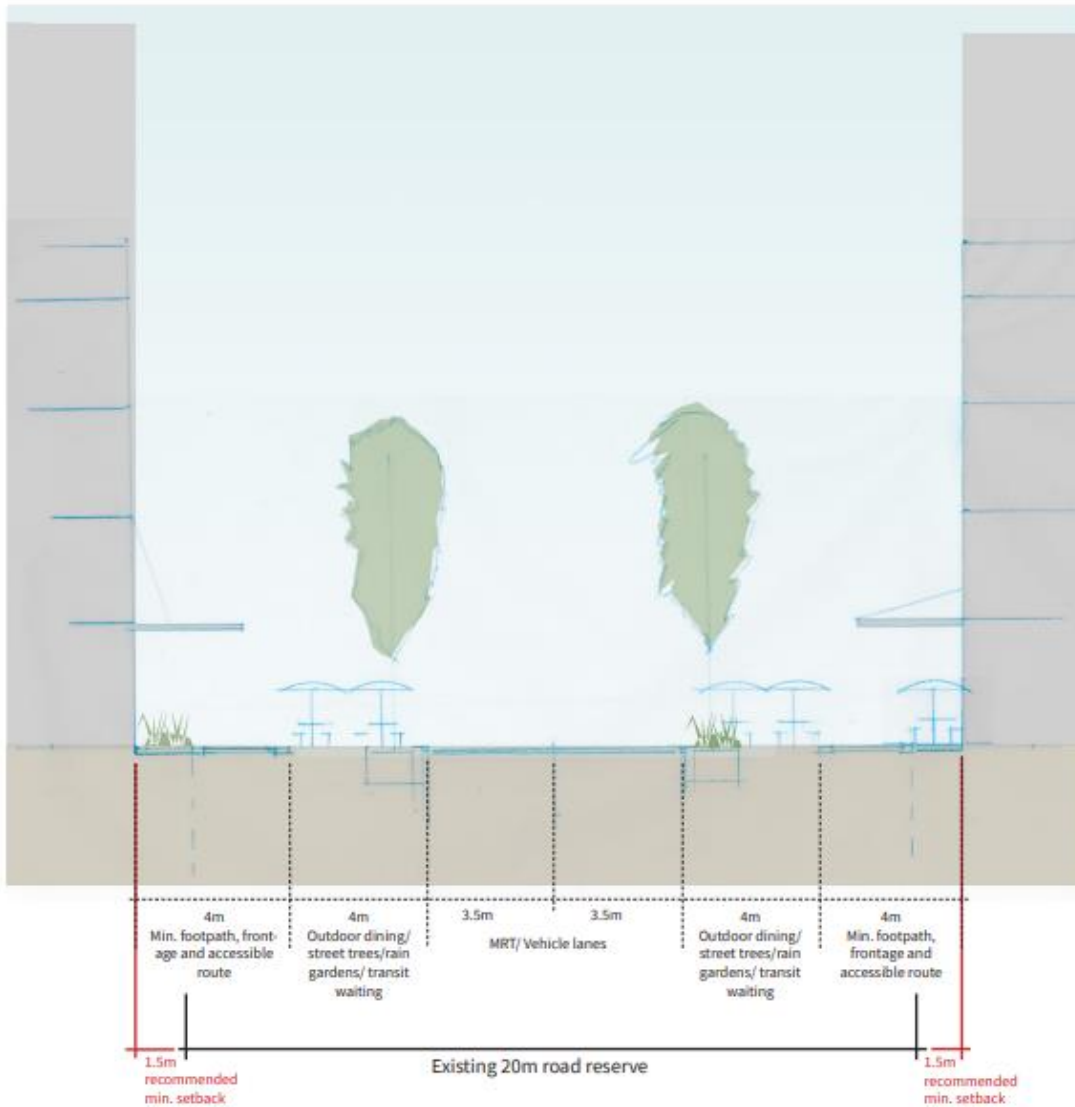 4m
Min. footpath, front-
age and accessible
route
4m
Outdoor dining/
street trees/rain
gardens/ transit
waiting
3.5m
3.5m
MRT/ Vehicle lanes
4m
Outdoor dining/
street trees/rain
gardens/ transit
waiting
4m
Min. footpath,
frontage and
accessible route
1.5m
recommended
min. setback
Existing 20m road reserve
1.5m
recommended
min. setback